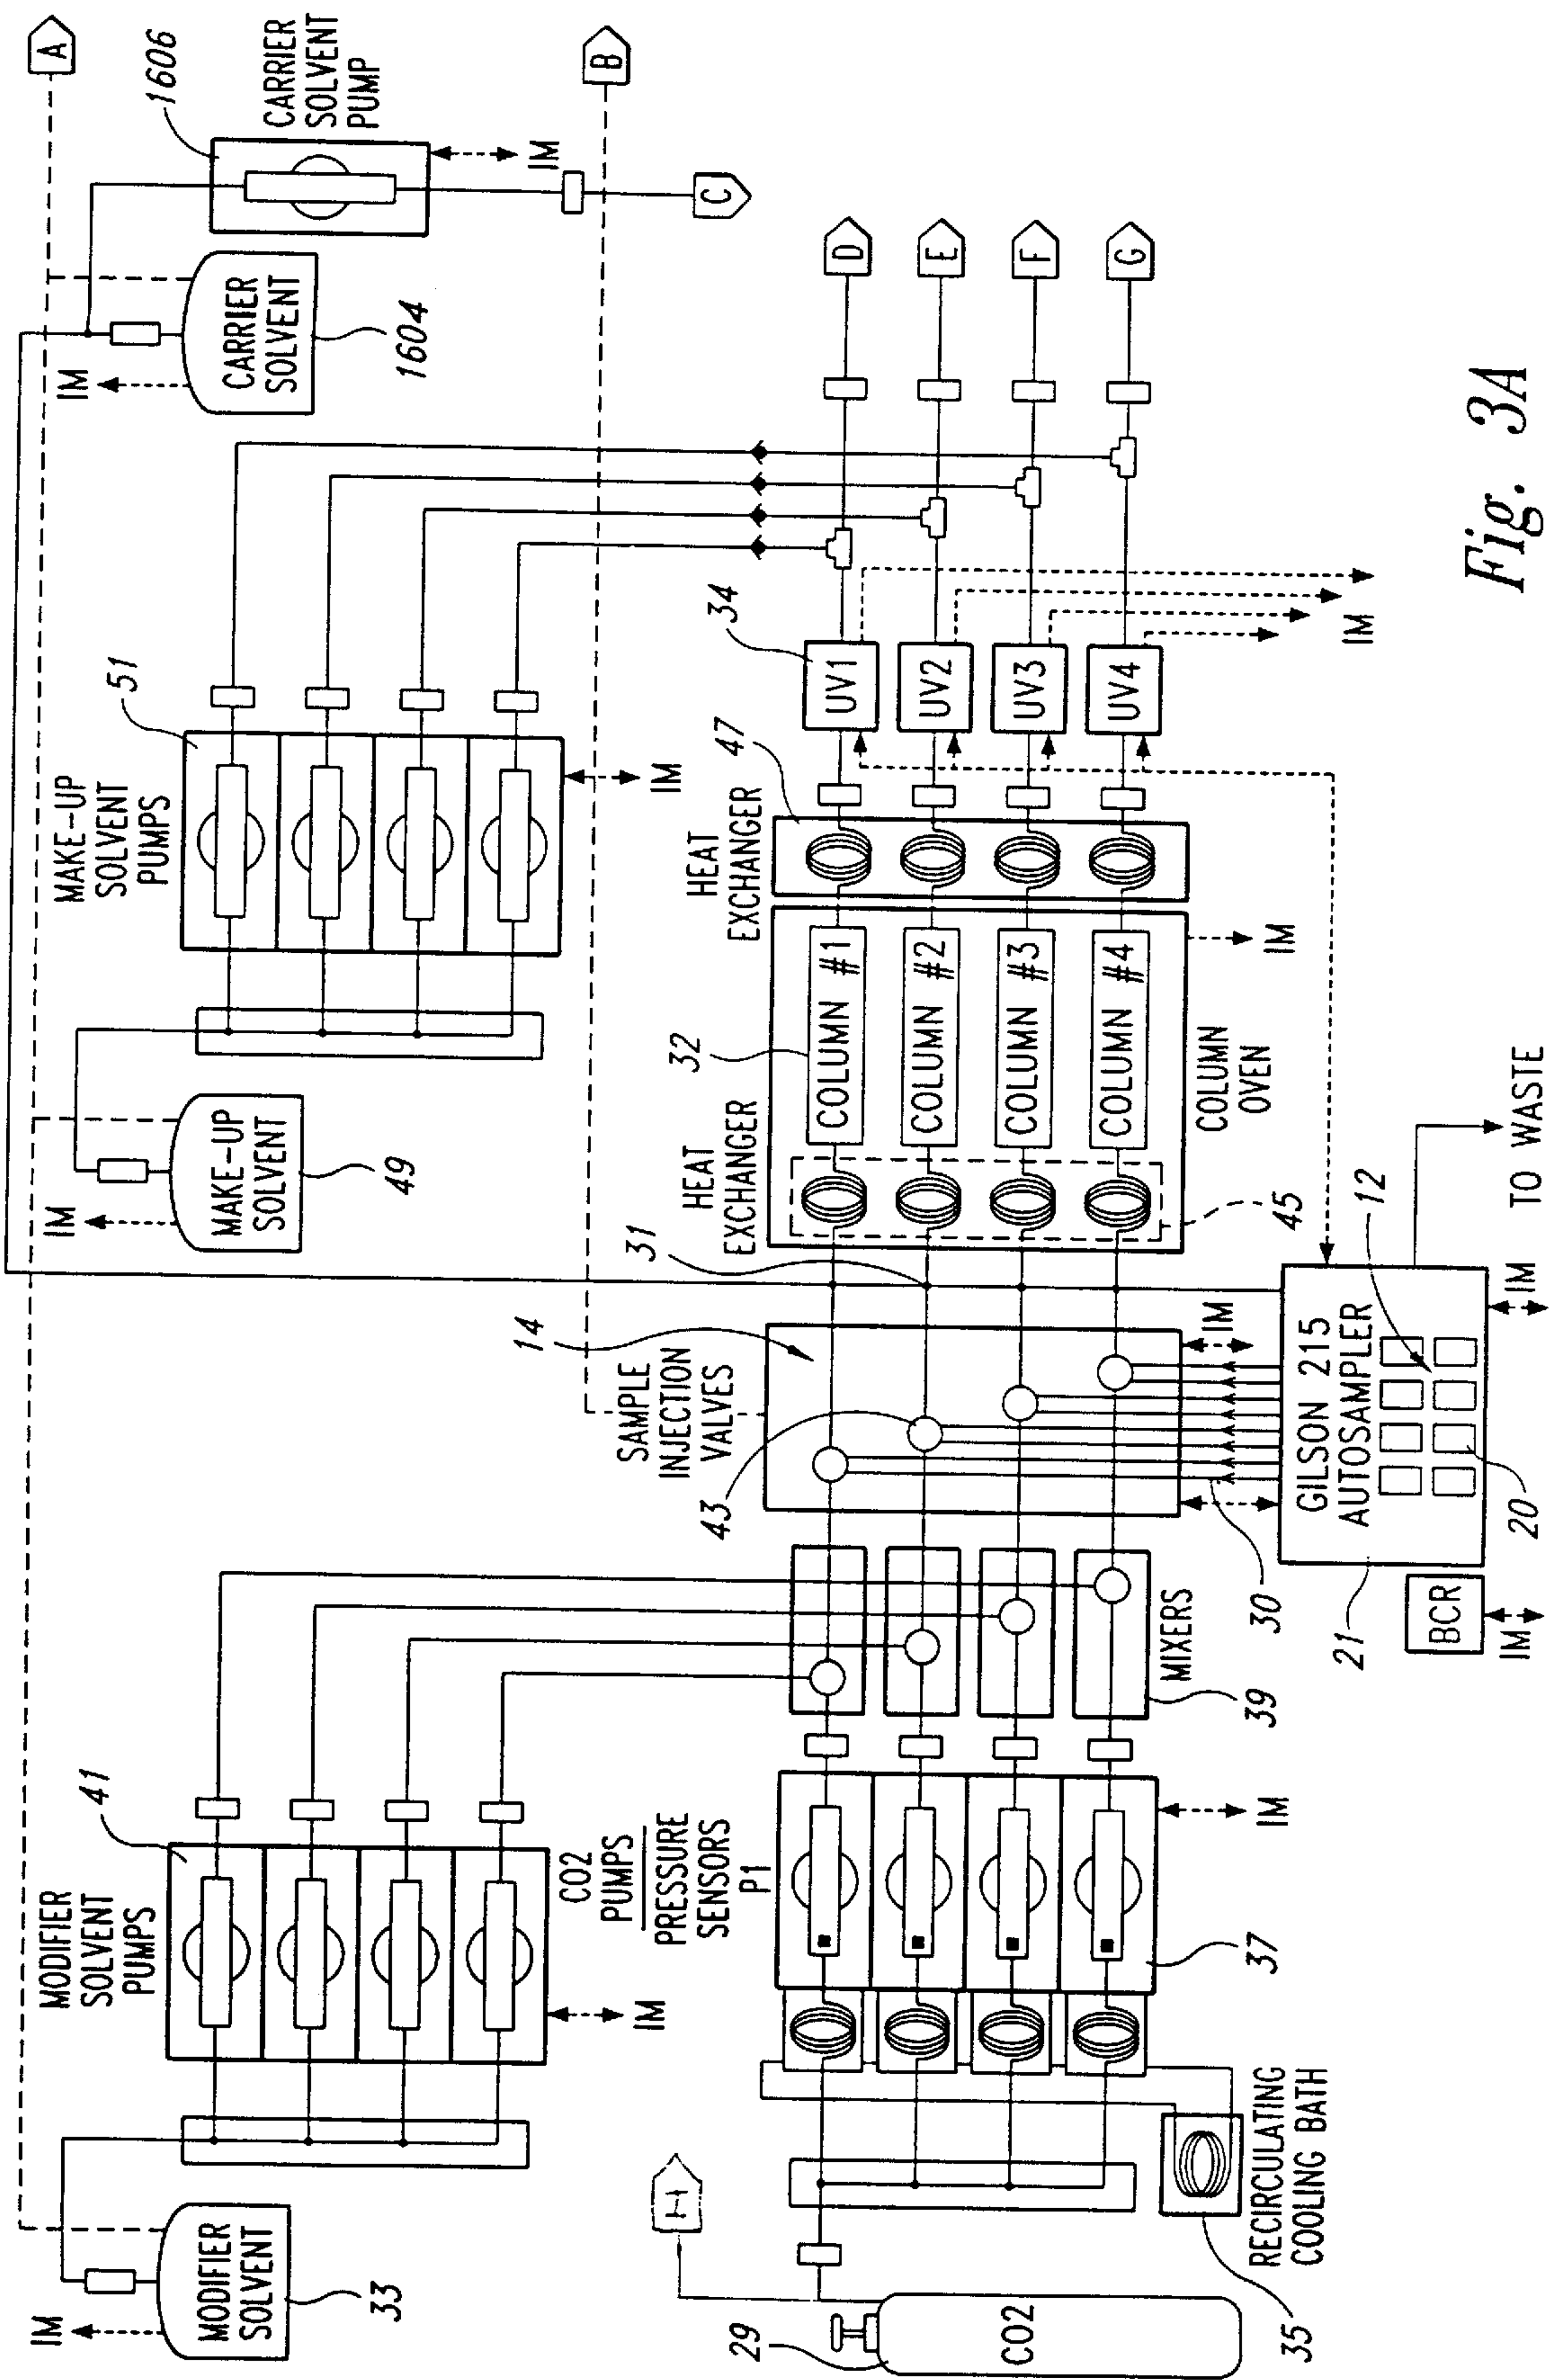 A
1606
CARRIER
SOLVENT
PUMP
IM
B
C
CARRIER
SOLVENT
1604
IM
D
E
F
G
51
MAKE-UP
SOLVENT
PUMPS
IM
MAKE-UP
SOLVENT
49
IM
34
UV1
UV2
UV3
UV4
IM
47
HEAT
EXCHANGER
32
COLUMN #1
COLUMN #2
COLUMN #3
COLUMN #4
IM
COLUMN
OVEN
HEAT
EXCHANGER
45
31
14
SAMPLE
INJECTION
VALVES
43
IM
TO WASTE
GILSON 215
AUTOSAMPLER
12
20
21
30
IM
BCR
IM
41
MODIFIER
SOLVENT
PUMPS
IM
MODIFIER
SOLVENT
33
IM
MIXERS
39
CO2
PUMPS
PRESSURE
SENSORS
P1
IM
37
H
RECIRCULATING
COOLING BATH
35
29
CO2
Fig. 3A